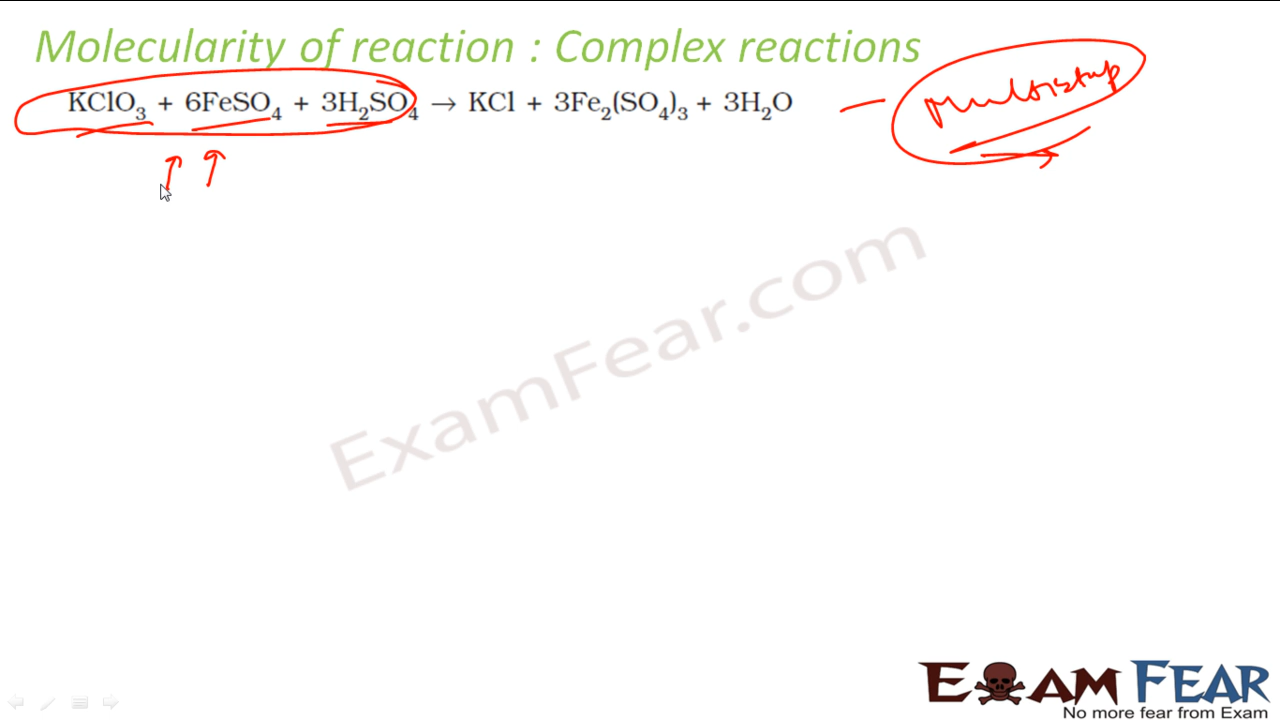 Molecularity of reaction : Complex reactions
KClO₃ + 6FeSO₄ + 3H₂SO₄ → KCl + 3Fe₂(SO₄)₃ + 3H₂O
Multistep
ExamFear.com
EXAM FEAR
No more fear from Exam